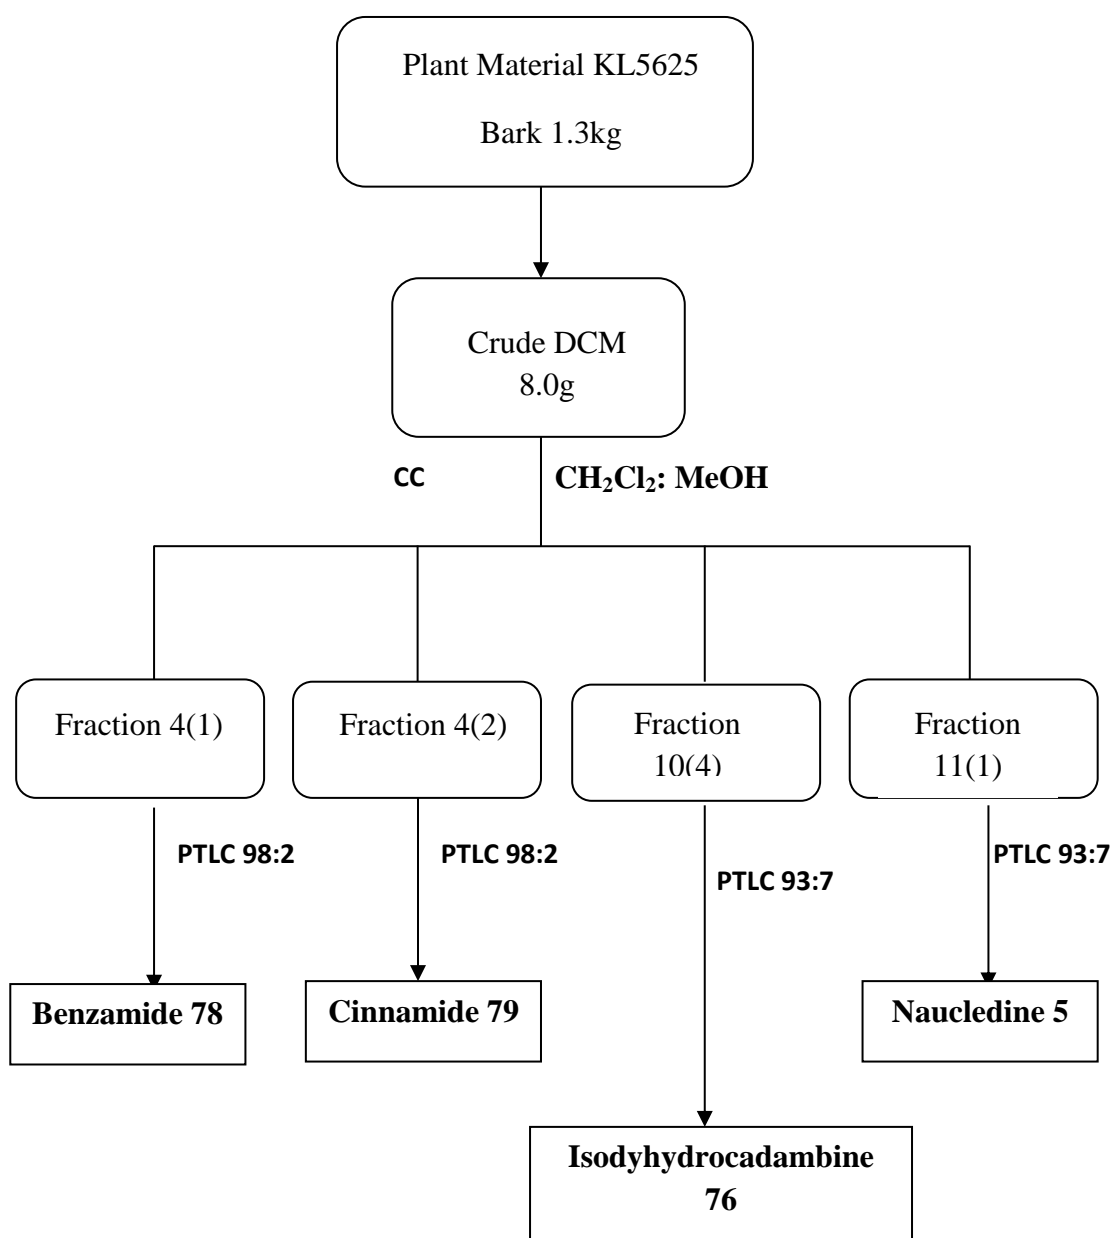 Plant Material KL5625
Bark 1.3kg
Crude DCM
8.0g
CC
CH₂Cl₂: MeOH
Fraction 4(1)
Fraction 4(2)
Fraction
10(4)
Fraction
11(1)
PTLC 98:2
PTLC 98:2
PTLC 93:7
PTLC 93:7
Benzamide 78
Cinnamide 79
Naucledine 5
Isodyhydrocadambine
76